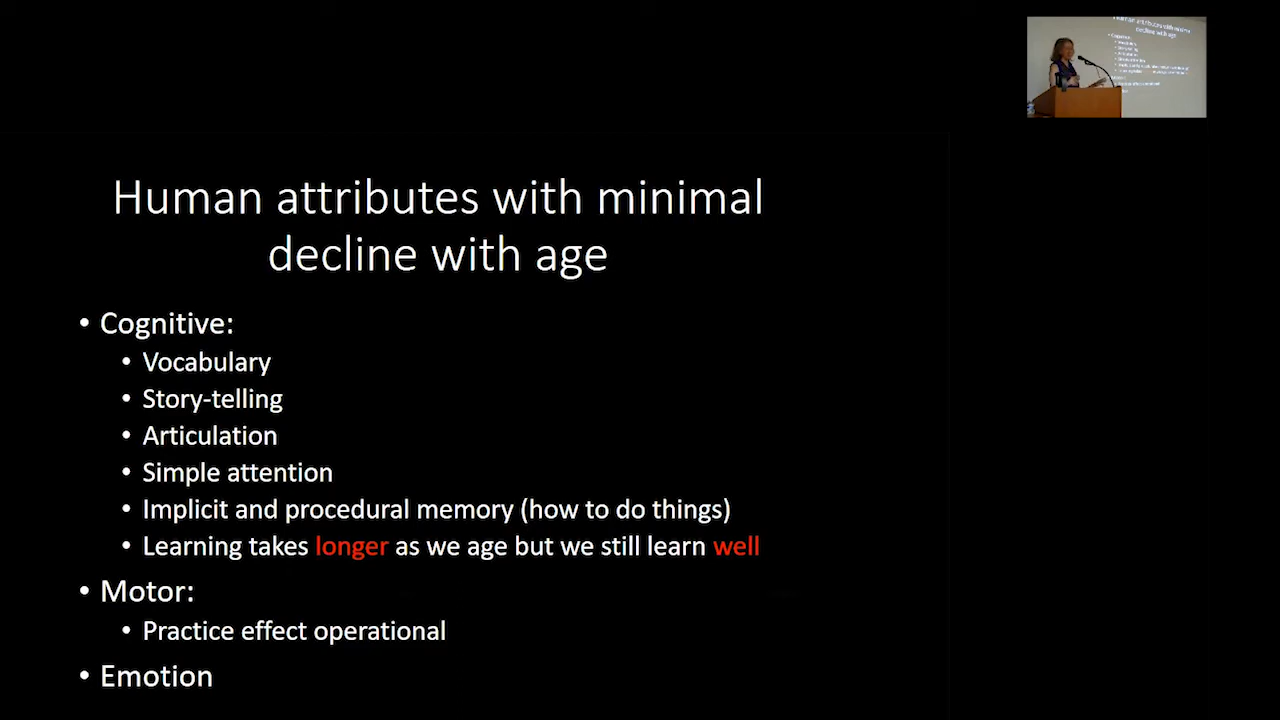 Human attributes with minimal
decline with age
• Cognitive:
• Vocabulary
• Story-telling
• Articulation
• Simple attention
• Implicit and procedural memory (how to do things)
• Learning takes longer as we age but we still learn well
• Motor:
• Practice effect operational
• Emotion